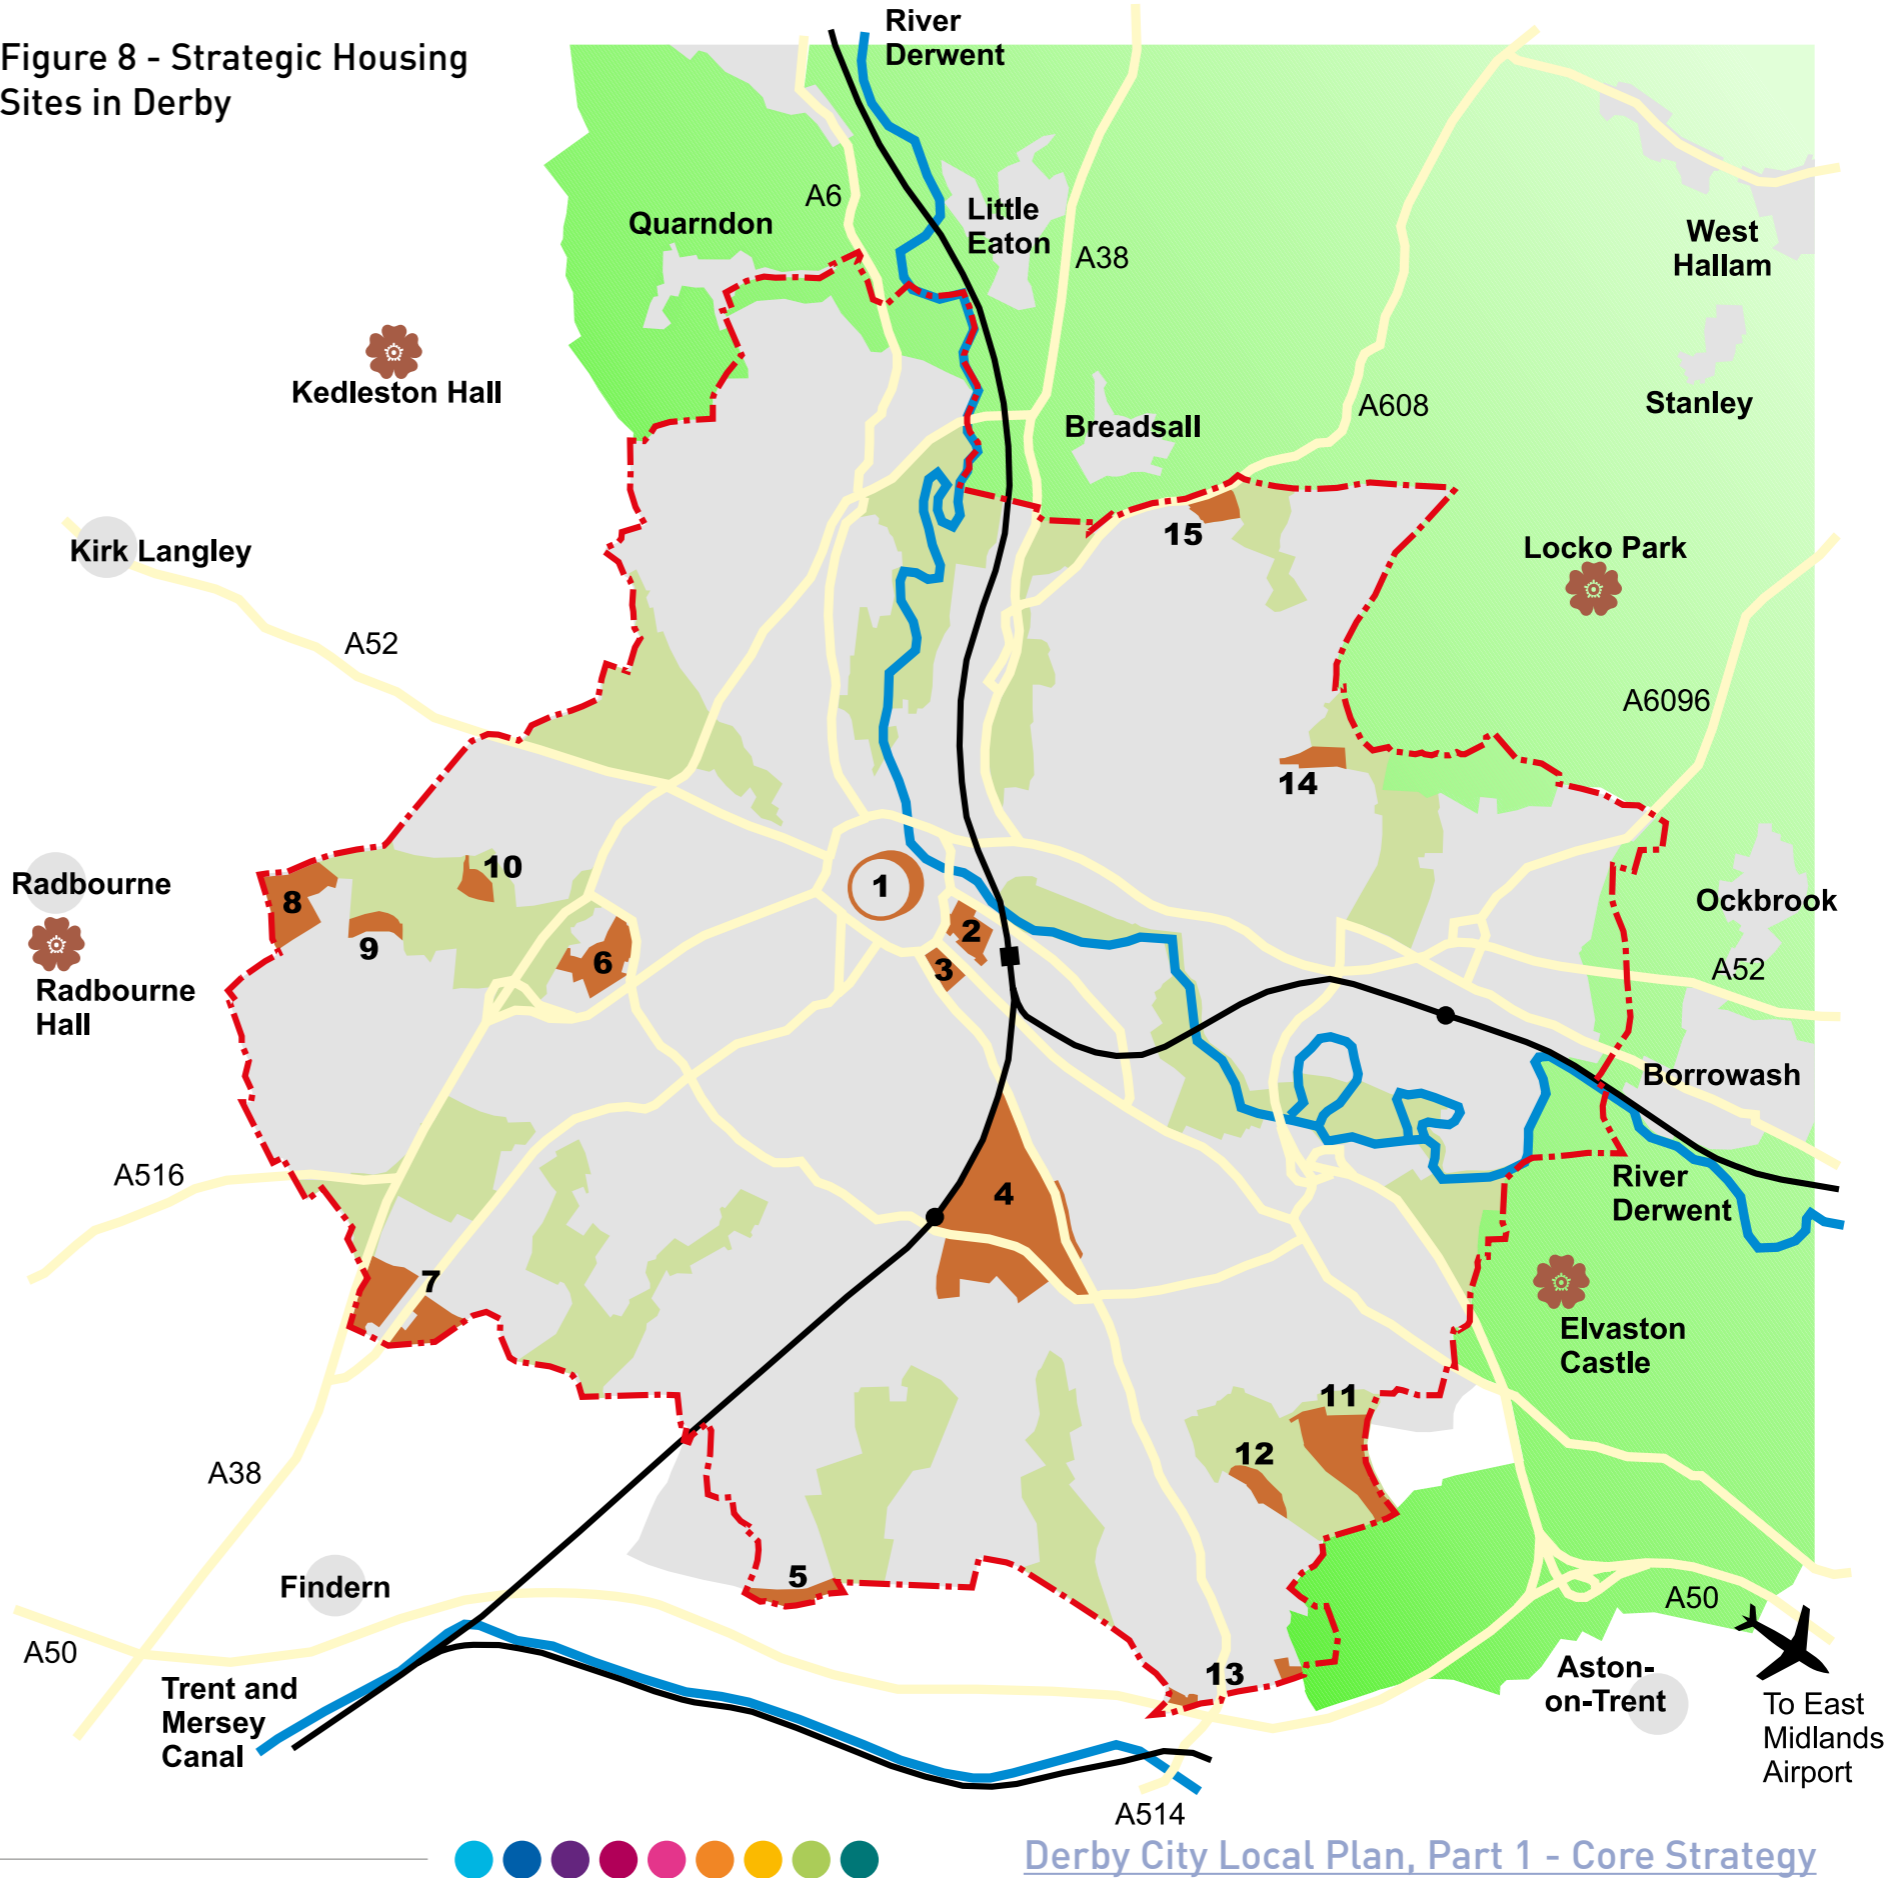 Figure 8 - Strategic Housing
Sites in Derby
River
Derwent
A6
Quarndon
Little
Eaton
A38
West
Hallam
Kedleston Hall
Stanley
A608
Breadsall
15
Kirk Langley
Locko Park
A52
A6096
14
10
Radbourne
8
1
Ockbrook
9
2
6
3
A52
Radbourne
Hall
Borrowash
A516
4
River
Derwent
7
Elvaston
Castle
11
12
A38
5
Findern
A50
A50
13
Aston-
on-Trent
Trent and
Mersey
Canal
To East
Midlands
Airport
A514
Derby City Local Plan, Part 1 - Core Strategy